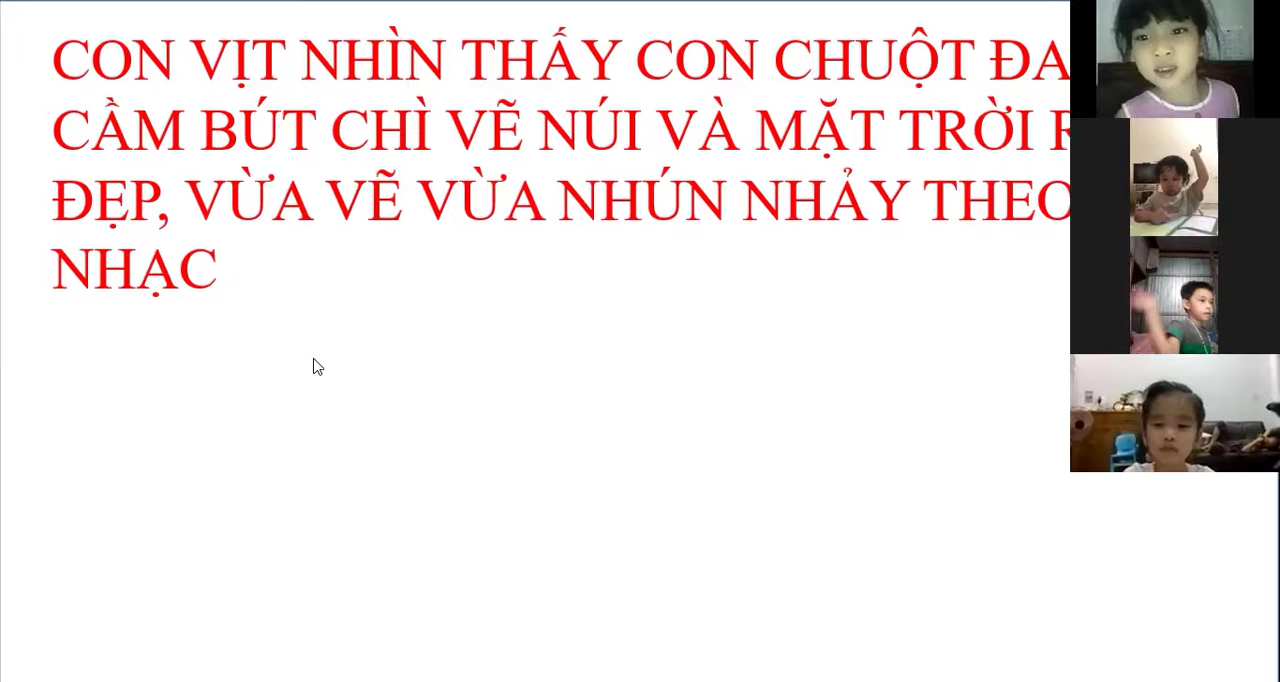 CON VỊT NHÌN THẤY CON CHUỘT
CẦM BÚT CHÌ VẼ NÚI VÀ MẶT TRỜI
ĐẸP, VỪA VẼ VỪA NHÚN NHẢY THEO
NHẠC